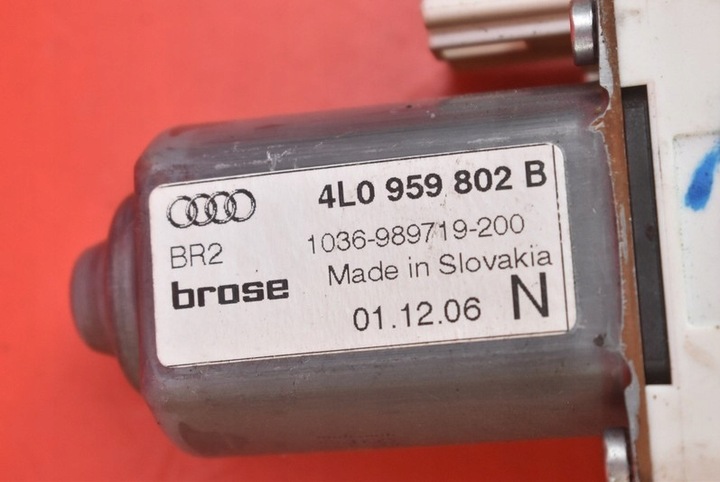 4L0 959 802 B
BR2 1036-989719-200
brose Made in Slovakia
01.12.06 N